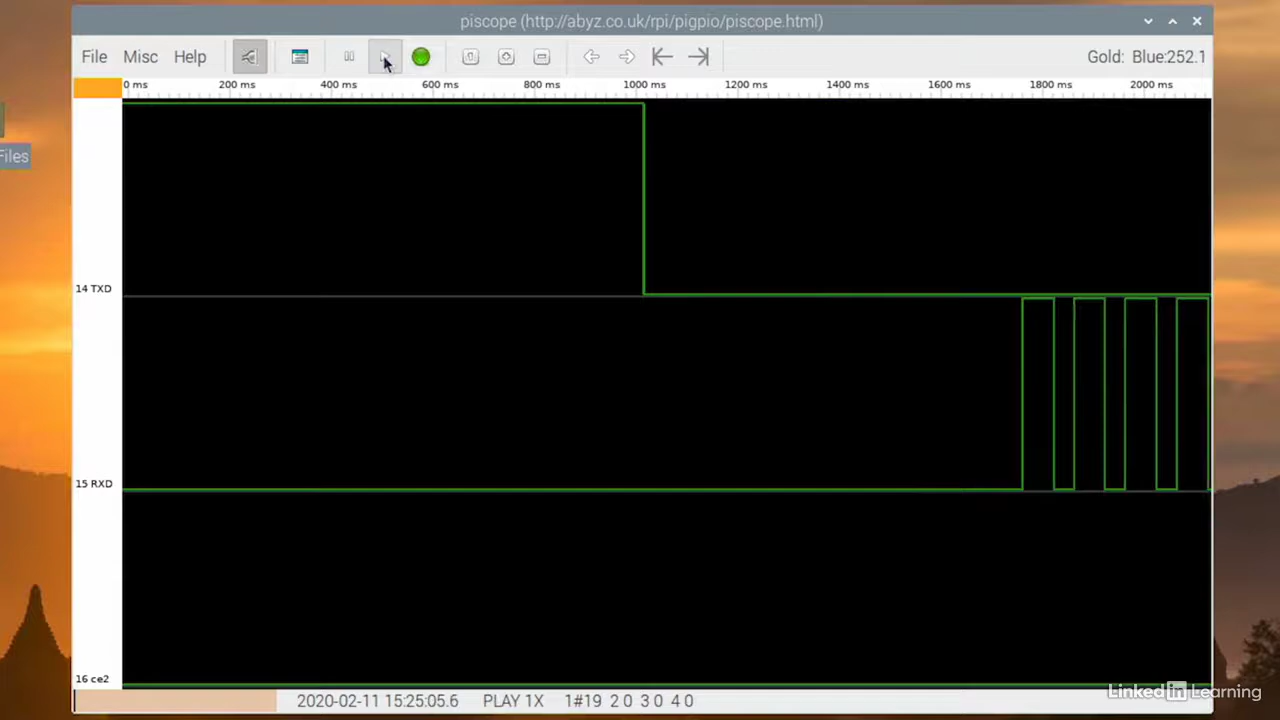 piscope (http://abyz.co.uk/rpi/pigpio/piscope.html)
File Misc Help
Gold: Blue:252.1
0 ms 200 ms 400 ms 600 ms 800 ms 1000 ms 1200 ms 1400 ms 1600 ms 1800 ms 2000 ms
Files
14 TXD
15 RXD
16 ce2
2020-02-11 15:25:05.6 PLAY 1X 1#19 2 0 3 0 4 0
LinkedIn Learning